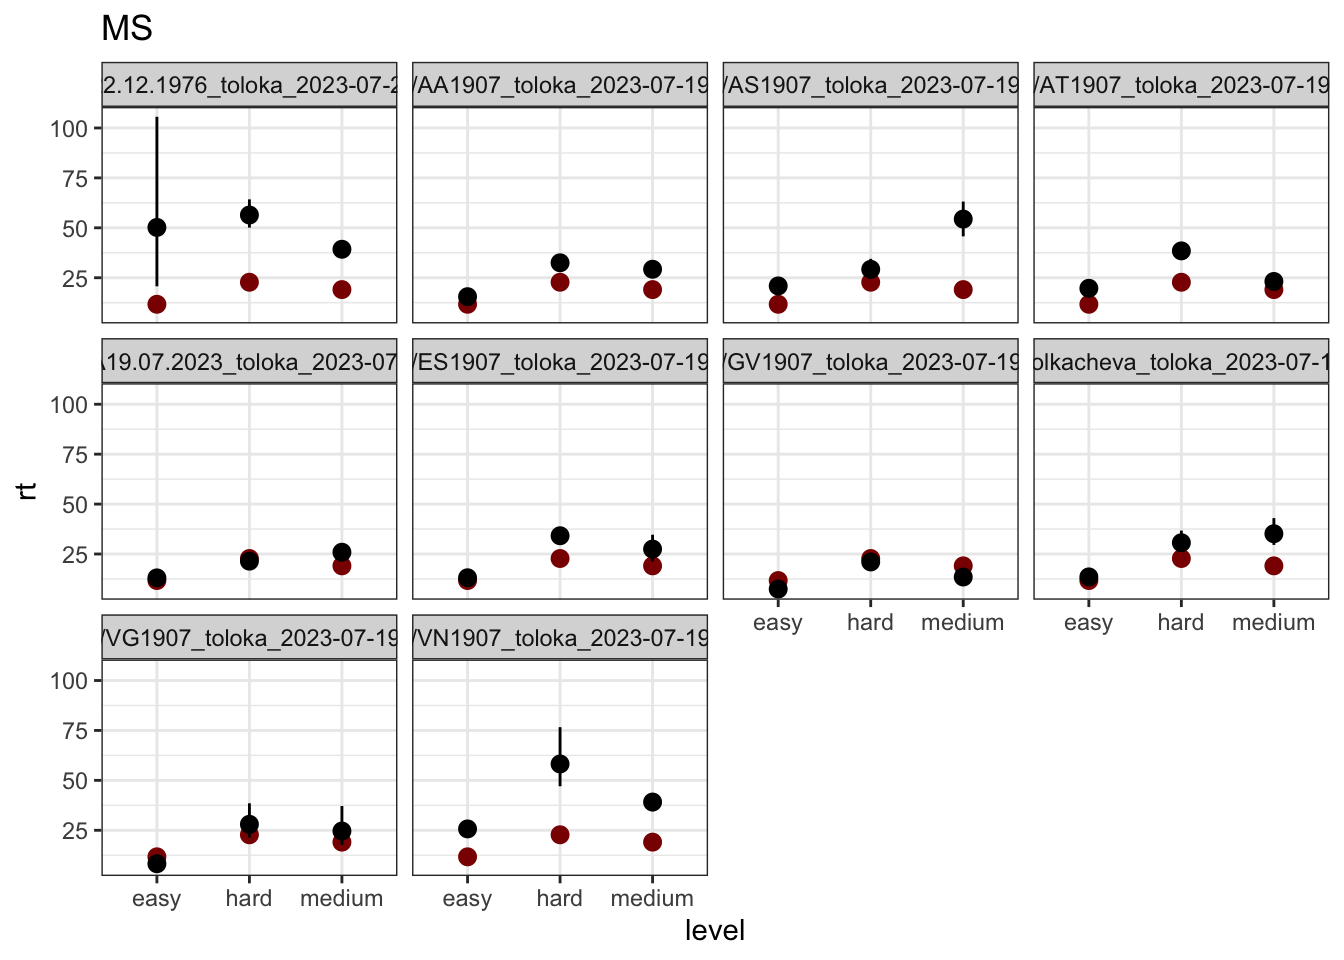 MS
2.12.1976_toloka_2023-07-2
/AA1907_toloka_2023-07-19
/AS1907_toloka_2023-07-19
/AT1907_toloka_2023-07-19
100
75
50
25
19.07.2023_toloka_2023-07
/ES1907_toloka_2023-07-19
/GV1907_toloka_2023-07-19
olkacheva_toloka_2023-07-1
100
75
50
25
easy hard medium
easy hard medium
/VG1907_toloka_2023-07-19
/VN1907_toloka_2023-07-19
100
75
50
25
easy hard medium
easy hard medium
rt
level